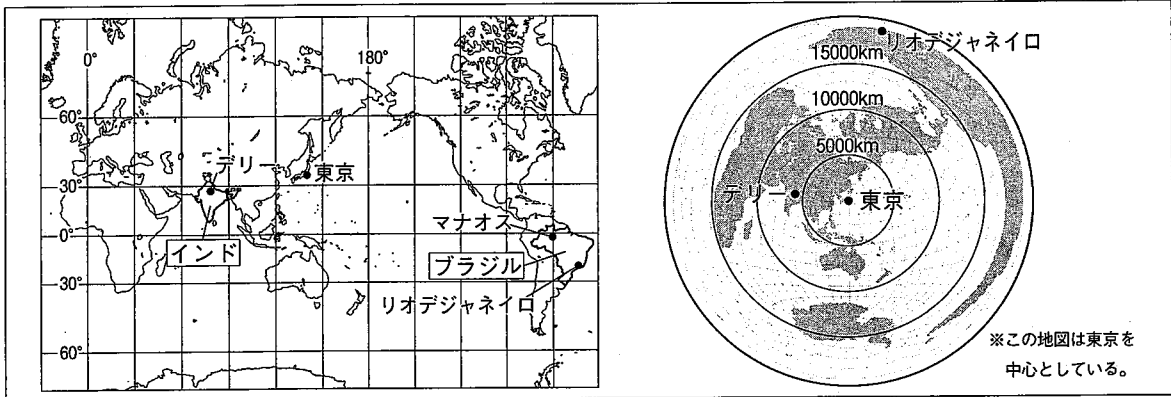 0°
180°
60°
デリー
東京
30°
マナオス
0°
インド
ブラジル
30°
リオデジャネイロ
60°
リオデジャネイロ
15000km
10000km
5000km
デリー
東京
※この地図は東京を
中心としている。